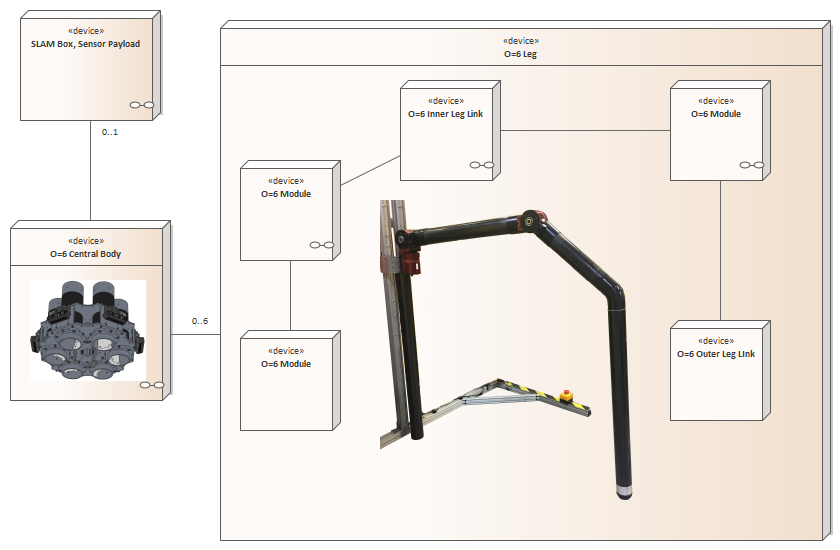 «device»
SLAM Box, Sensor Payload
0..1
«device»
O=6 Central Body
0..6
«device»
O=6 Leg
«device»
O=6 Inner Leg Link
«device»
O=6 Module
«device»
O=6 Module
«device»
O=6 Module
«device»
O=6 Outer Leg LInk